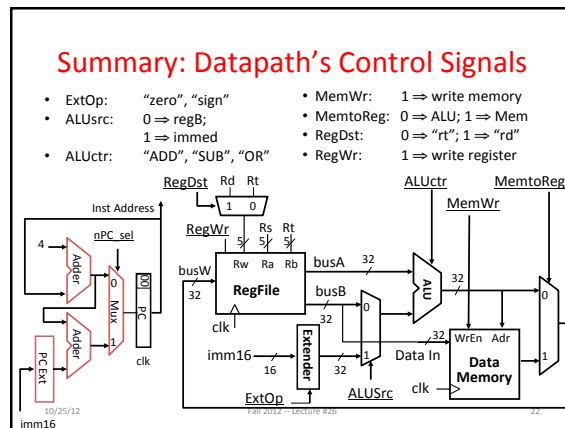 Summary: Datapath's Control Signals
• ExtOp: "zero", "sign"
• ALUsrc: 0 ⇒ regB;
1 ⇒ immed
• ALUctr: "ADD", "SUB", "OR"
• MemWr: 1 ⇒ write memory
• MemtoReg: 0 ⇒ ALU; 1 ⇒ Mem
• RegDst: 0 ⇒ "rt"; 1 ⇒ "rd"
• RegWr: 1 ⇒ write register
Inst Address
nPC_sel
4
Adder
Adder
PC Ext
imm16
0
Mux
1
00
PC
clk
RegDst
Rd Rt
1 0
RegWr
Rs Rt
5 5 5
busW
32
Rw Ra Rb
RegFile
clk
busA
32
busB
32
imm16
16
Extender
32
ExtOp
0
1
ALUSrc
ALUctr
ALU
32
MemWr
MemtoReg
32
Data In
WrEn Adr
Data
Memory
clk
0
1
10/25/12
Fall 2012 -- Lecture #26
22